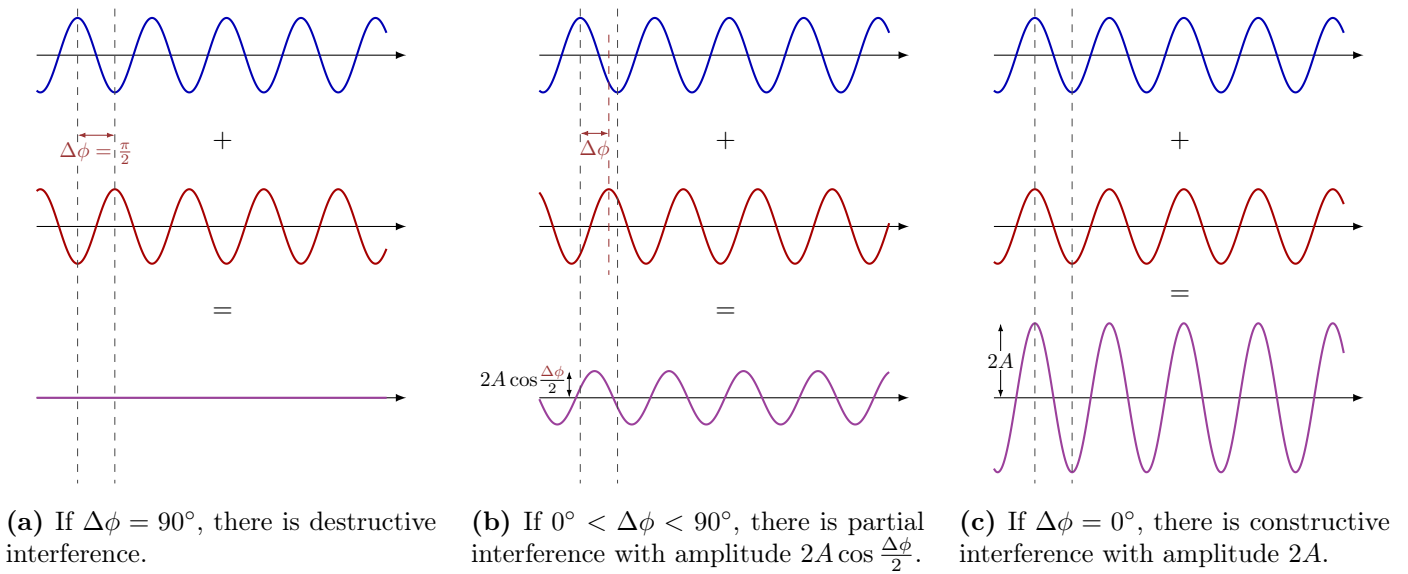 Δϕ = π/2
+
=
(a) If Δϕ = 90°, there is destructive
interference.
Δϕ
+
=
2A cos Δϕ/2
(b) If 0° < Δϕ < 90°, there is partial
interference with amplitude 2A cos Δϕ/2.
+
=
2A
(c) If Δϕ = 0°, there is constructive
interference with amplitude 2A.